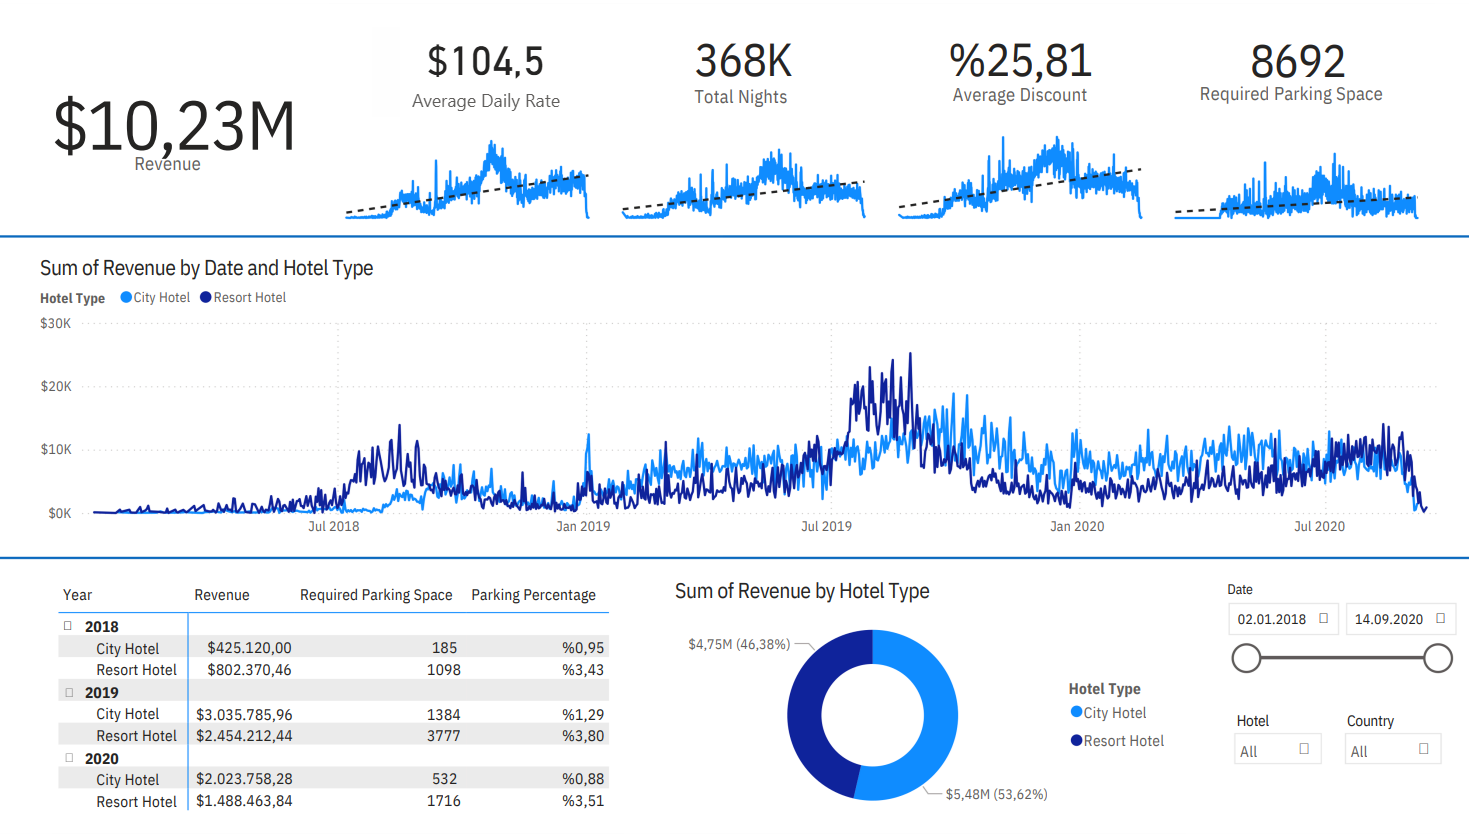 $10,23M
Revenue
$104,5
Average Daily Rate
368K
Total Nights
%25,81
Average Discount
8692
Required Parking Space
Sum of Revenue by Date and Hotel Type
Hotel Type City Hotel Resort Hotel
$30K
$20K
$10K
$0K
Jul 2018 Jan 2019 Jul 2019 Jan 2020 Jul 2020
Year Revenue Required Parking Space Parking Percentage
2018
City Hotel $425.120,00 185 %0,95
Resort Hotel $802.370,46 1098 %3,43
2019
City Hotel $3.035.785,96 1384 %1,29
Resort Hotel $2.454.212,44 3777 %3,80
2020
City Hotel $2.023.758,28 532 %0,88
Resort Hotel $1.488.463,84 1716 %3,51
Sum of Revenue by Hotel Type
$4,75M (46,38%)
$5,48M (53,62%)
Hotel Type
City Hotel
Resort Hotel
Date
02.01.2018 14.09.2020
Hotel Country
All All